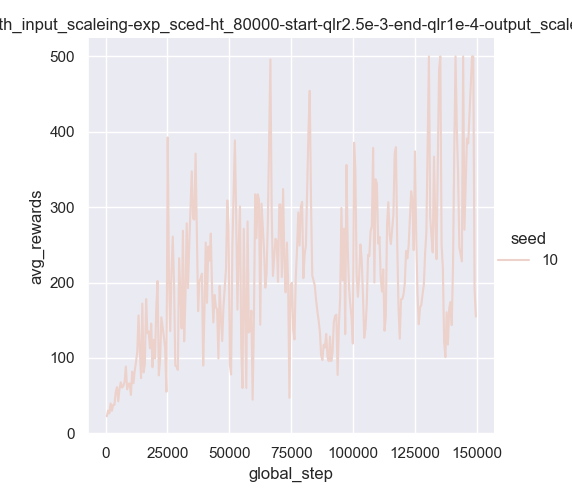 th_input_scaleing-exp_sced-ht_80000-start-qlr2.5e-3-end-qlr1e-4-output_scale
500
400
300
200
100
0
avg_rewards
0 25000 50000 75000 100000 125000 150000
global_step
seed
10